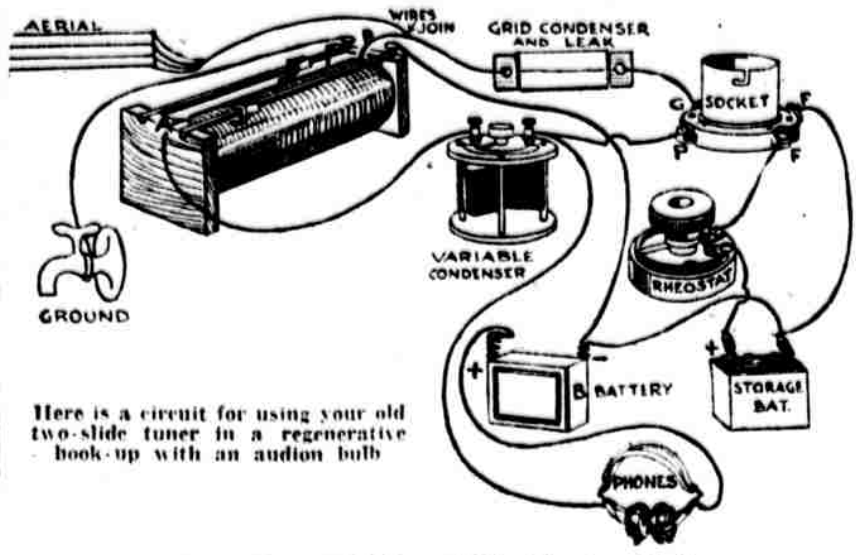 AERIAL
WIRES
JOIN
GRID CONDENSER
AND LEAK
G
SOCKET
F
P
F
VARIABLE
CONDENSER
RHEOSTAT
GROUND
+
-
B BATTERY
+
STORAGE
BAT.
PHONES
Here is a circuit for using your old
two-slide tuner in a regenerative
hook-up with an audion bulb